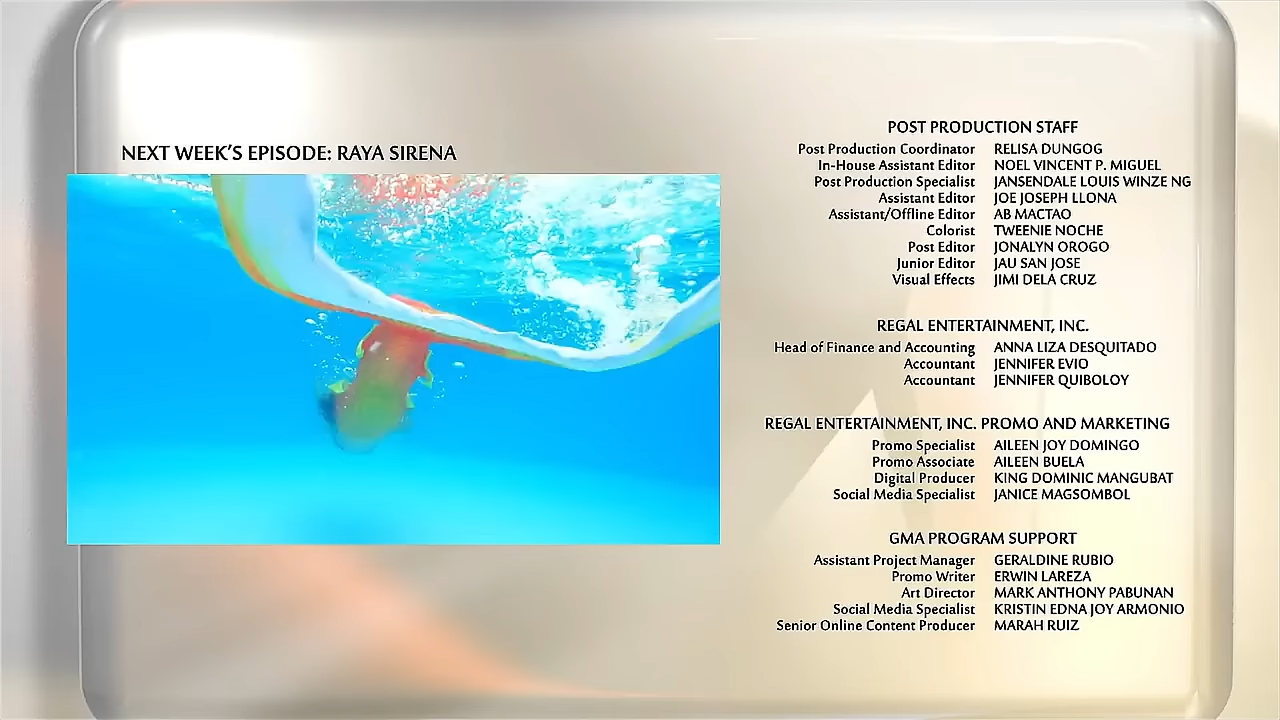 NEXT WEEK'S EPISODE: RAYA SIRENA
POST PRODUCTION STAFF
Post Production Coordinator RELISA DUNGOG
In-House Assistant Editor NOEL VINCENT P. MIGUEL
Post Production Specialist JANSENDALE LOUIS WINZE NG
Assistant Editor JOE JOSEPH LLONA
Assistant/Offline Editor AB MACTAO
Colorist TWEENIE NOCHE
Post Editor JONALYN OROGO
Junior Editor JAU SAN JOSE
Visual Effects JIMI DELA CRUZ
REGAL ENTERTAINMENT, INC.
Head of Finance and Accounting ANNA LIZA DESQUITADO
Accountant JENNIFER EVIO
Accountant JENNIFER QUIBOLOY
REGAL ENTERTAINMENT, INC. PROMO AND MARKETING
Promo Specialist AILEEN JOY DOMINGO
Promo Associate AILEEN BUELA
Digital Producer KING DOMINIC MANGUBAT
Social Media Specialist JANICE MAGSOMBOL
GMA PROGRAM SUPPORT
Assistant Project Manager GERALDINE RUBIO
Promo Writer ERWIN LAREZA
Art Director MARK ANTHONY PABUNAN
Social Media Specialist KRISTIN EDNA JOY ARMONIO
Senior Online Content Producer MARAH RUIZ